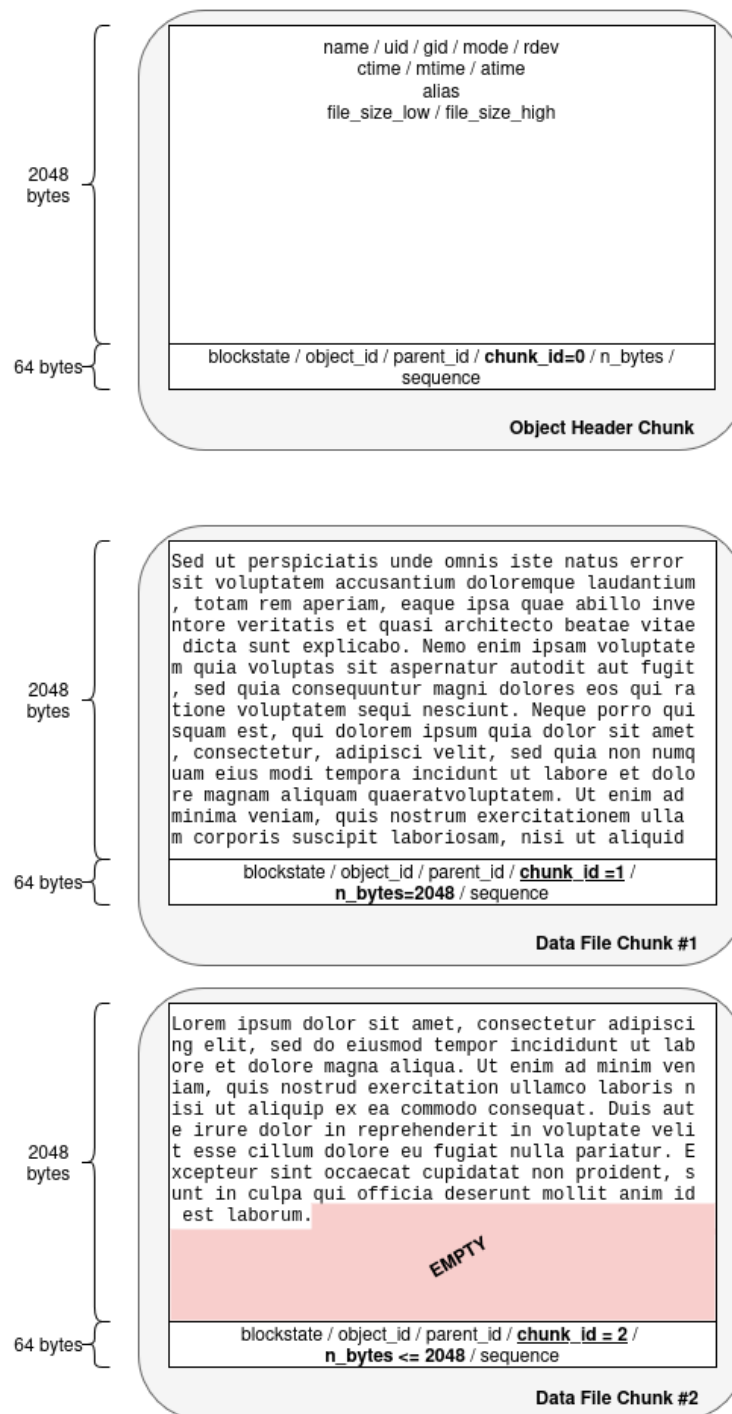 name / uid / gid / mode / rdev
ctime / mtime / atime
alias
file_size_low / file_size_high
2048
bytes
64 bytes
blockstate / object_id / parent_id / chunk_id=0 / n_bytes /
sequence
Object Header Chunk
Sed ut perspiciatis unde omnis iste natus error
sit voluptatem accusantium doloremque laudantium
, totam rem aperiam, eaque ipsa quae abillo inve
ntore veritatis et quasi architecto beatae vitae
dicta sunt explicabo. Nemo enim ipsam voluptate
m quia voluptas sit aspernatur autodit aut fugit
, sed quia consequuntur magni dolores eos qui ra
tione voluptatem sequi nesciunt. Neque porro qui
squam est, qui dolorem ipsum quia dolor sit amet
, consectetur, adipisci velit, sed quia non numq
uam eius modi tempora incidunt ut labore et dolo
re magnam aliquam quaeratvoluptatem. Ut enim ad
minima veniam, quis nostrum exercitationem ulla
m corporis suscipit laboriosam, nisi ut aliquid
2048
bytes
64 bytes
blockstate / object_id / parent_id / chunk_id =1 /
n_bytes=2048 / sequence
Data File Chunk #1
Lorem ipsum dolor sit amet, consectetur adipisci
ng elit, sed do eiusmod tempor incididunt ut lab
ore et dolore magna aliqua. Ut enim ad minim ven
iam, quis nostrud exercitation ullamco laboris n
isi ut aliquip ex ea commodo consequat. Duis aut
e irure dolor in reprehenderit in voluptate veli
t esse cillum dolore eu fugiat nulla pariatur. E
xcepteur sint occaecat cupidatat non proident, s
unt in culpa qui officia deserunt mollit anim id
est laborum.
2048
bytes
EMPTY
64 bytes
blockstate / object_id / parent_id / chunk_id = 2 /
n_bytes <= 2048 / sequence
Data File Chunk #2